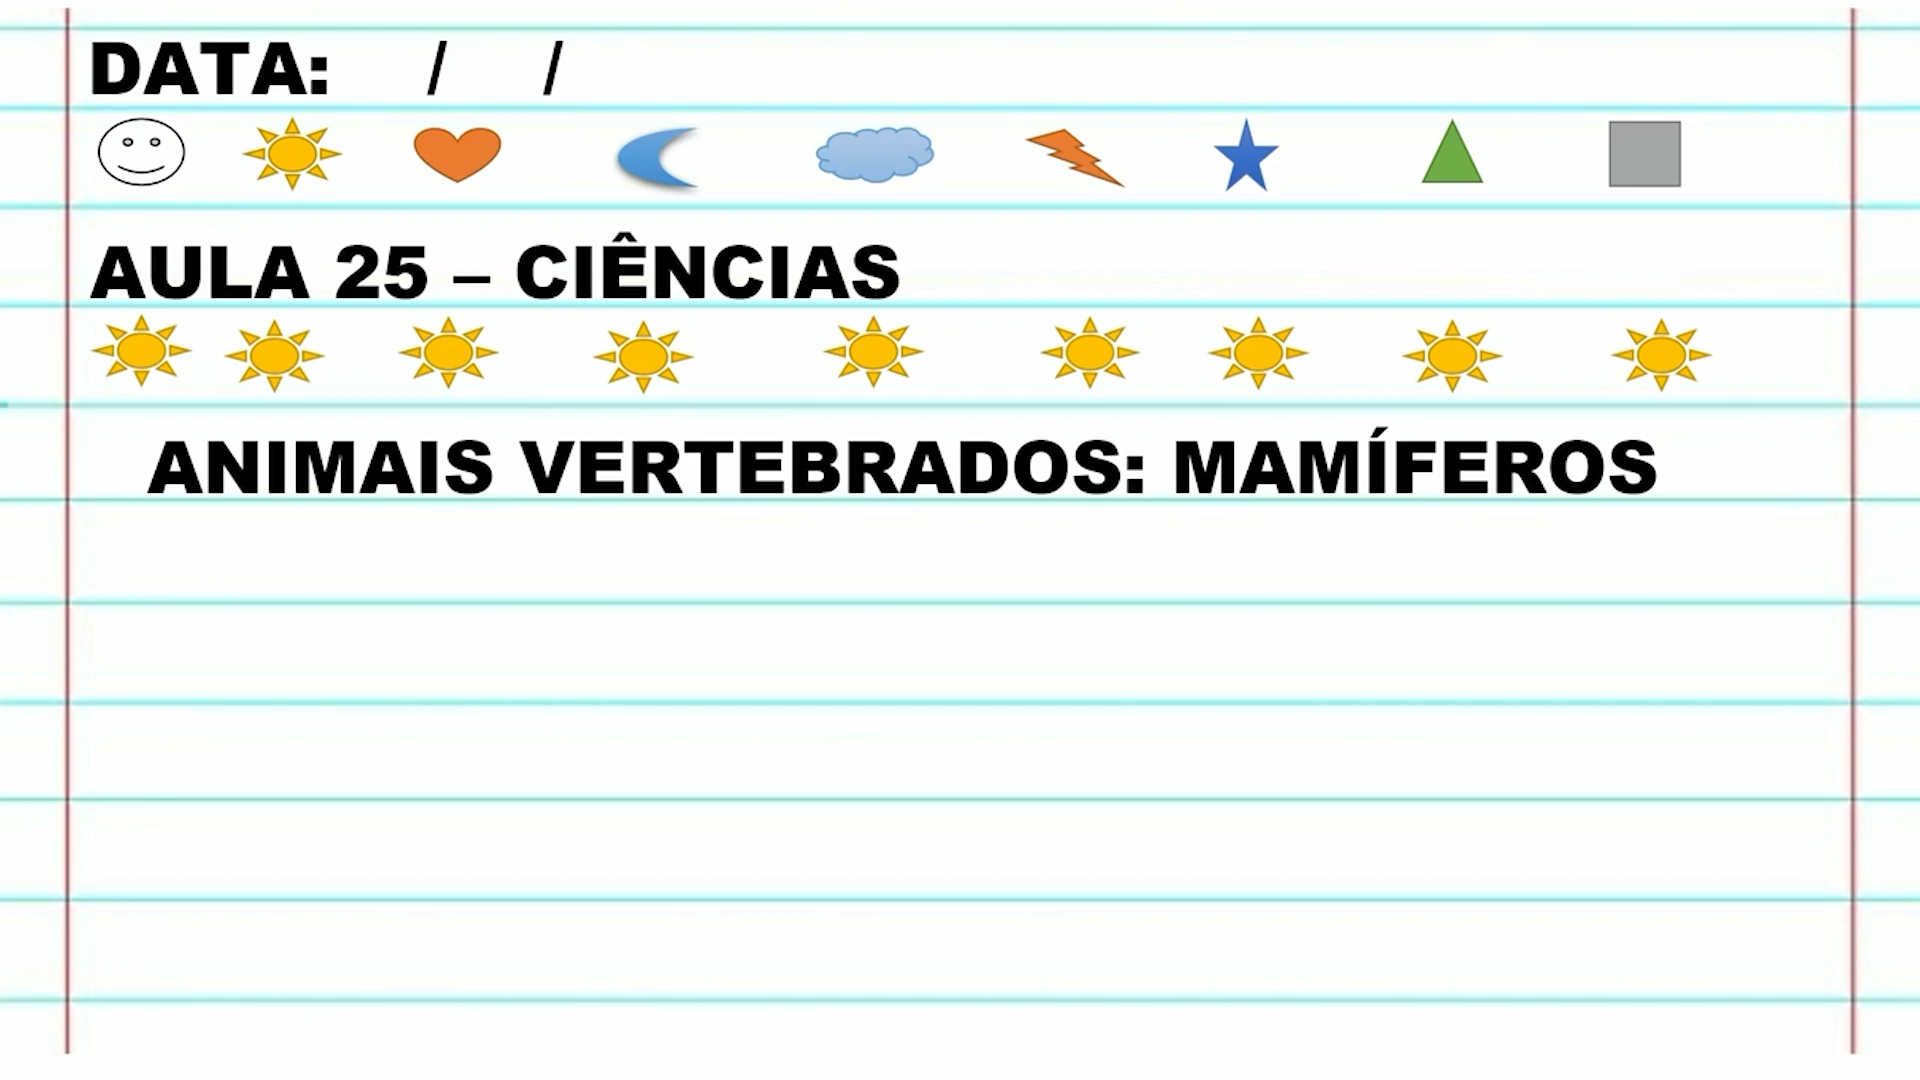 DATA: / /
AULA 25 – CIÊNCIAS
ANIMAIS VERTEBRADOS: MAMÍFEROS